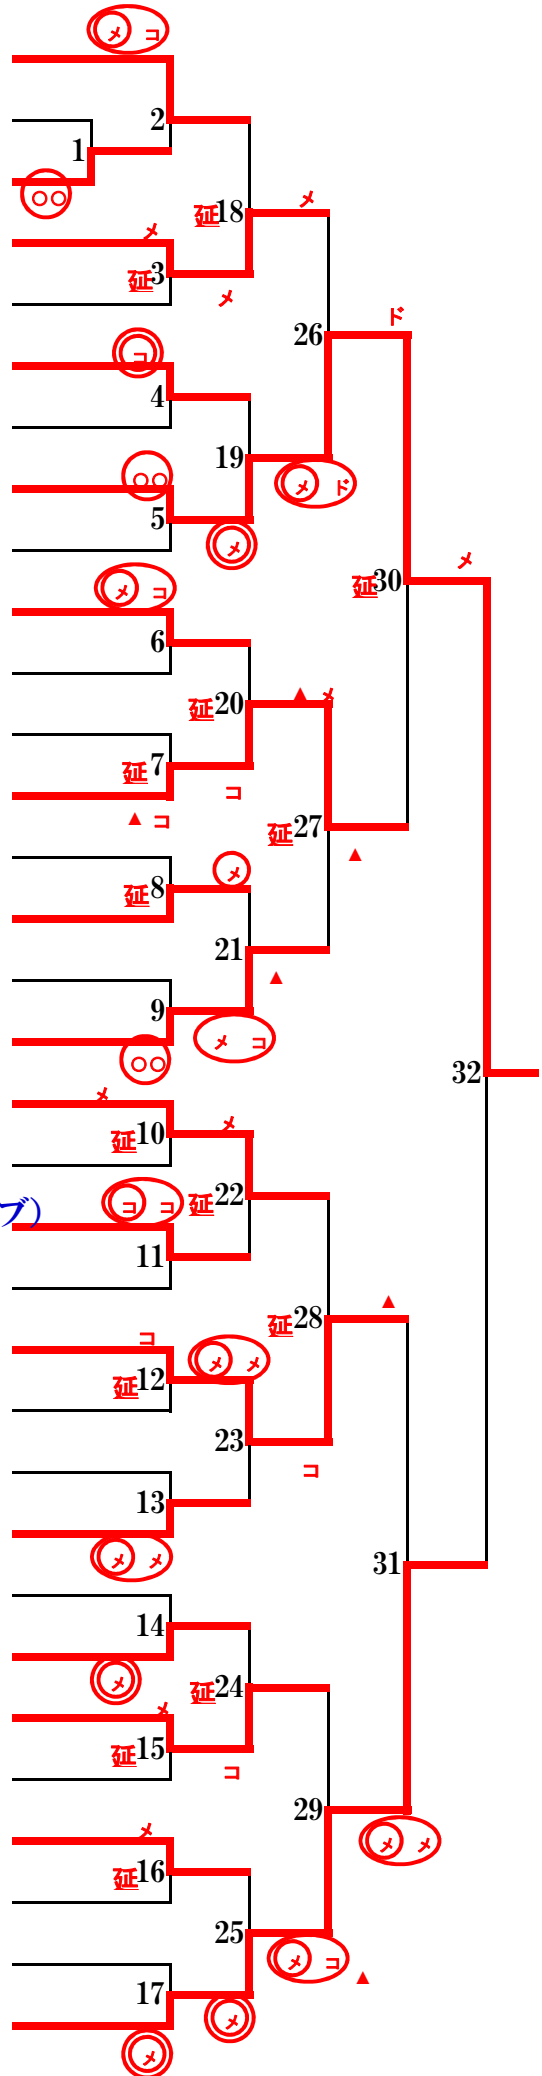 メ コ
2
1
○○
延18 メ
メ
延3
メ
ド
26
コ
4
19
○○
メ ド
5
メ
メ
延30
メ コ
6
▲ メ
延20
延7
コ
▲ コ
延27
▲
メ
延8
21
▲
9
メ コ
○○
32
メ
延10
メ
コ コ
延22
ブ)
11
▲
延28
コ
メ メ
延12
23
コ
13
メ メ
31
14
メ
延24
メ
延15
コ
29
メ
メ メ
延16
25
メ コ
▲
17
メ
メ